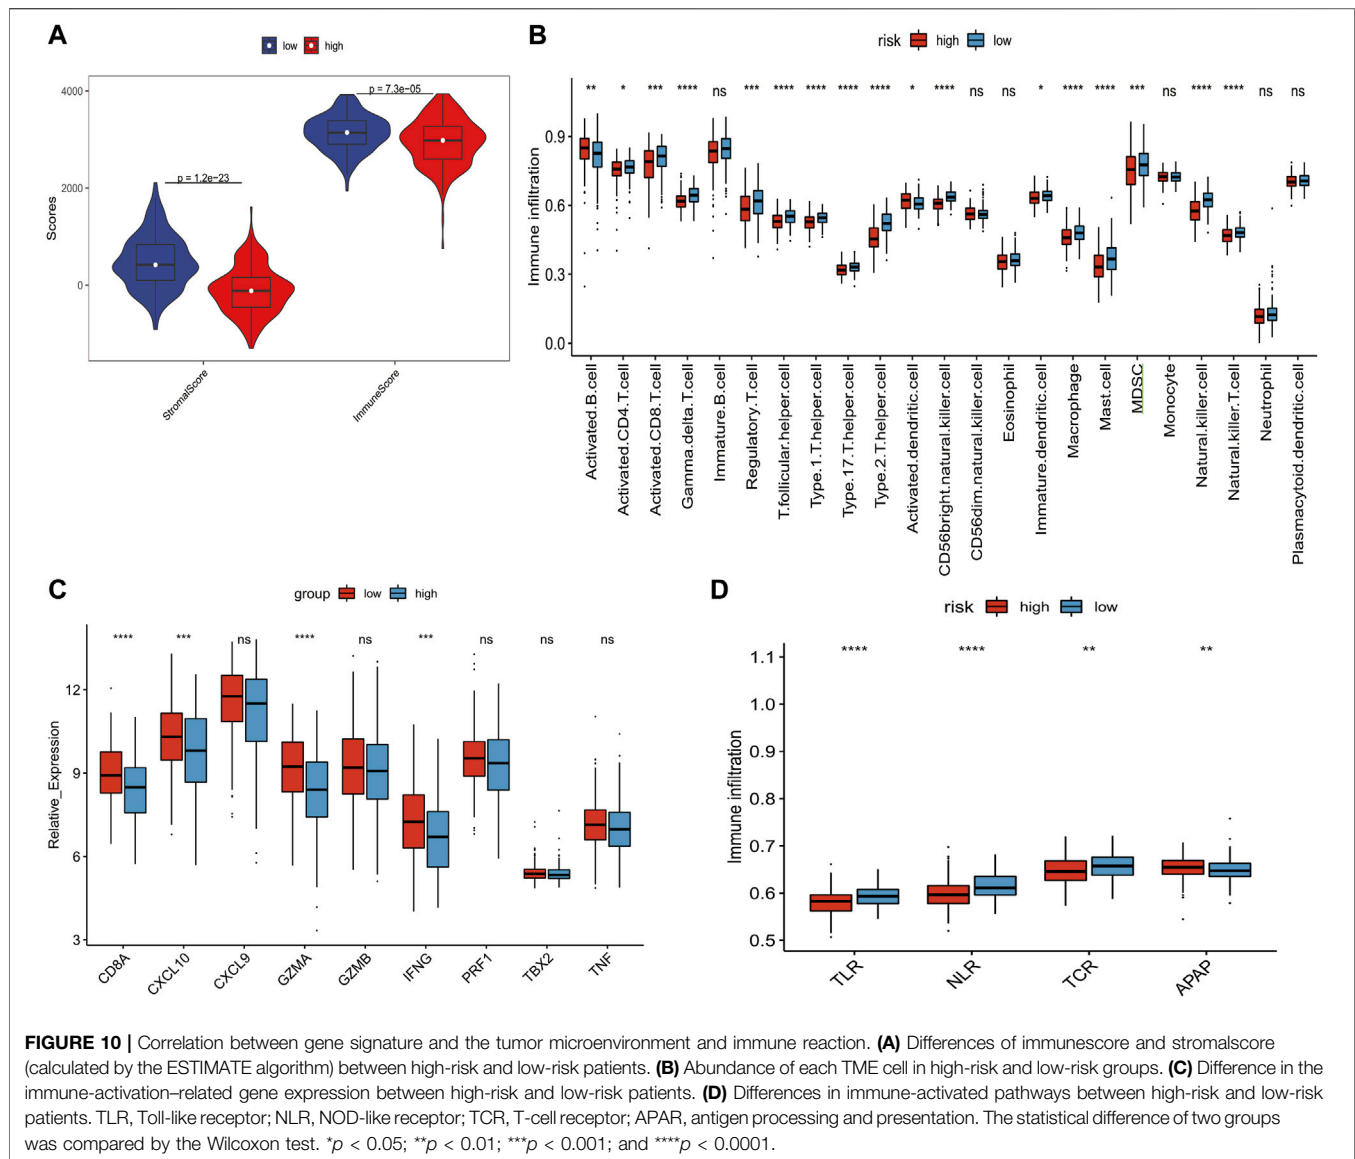 A
low high
p = 1.2e−23
p = 7.3e−05
4000
2000
0
Scores
StromalScore
ImmuneScore
B
risk high low
** * *** **** ns *** **** **** **** **** * **** ns ns * **** **** *** ns **** **** ns ns
0.9
0.6
0.3
0.0
Immune infiltration
Activated.B.cell
Activated.CD4.T.cell
Activated.CD8.T.cell
Gamma.delta.T.cell
Immature.B.cell
Regulatory.T.cell
T.follicular.helper.cell
Type.1.T.helper.cell
Type.17.T.helper.cell
Type.2.T.helper.cell
Activated.dendritic.cell
CD56bright.natural.killer.cell
CD56dim.natural.killer.cell
Eosinophil
Immature.dendritic.cell
Macrophage
Mast.cell
MDSC
Monocyte
Natural.killer.cell
Natural.killer.T.cell
Neutrophil
Plasmacytoid.dendritic.cell
C
group low high
**** *** ns **** ns *** ns ns ns
12
9
6
3
Relative_Expression
CD8A
CXCL10
CXCL9
GZMA
GZMB
IFNG
PRF1
TBX2
TNF
D
risk high low
**** **** ** **
1.1
1.0
0.9
0.8
0.7
0.6
0.5
Immune infiltration
TLR
NLR
TCR
APAP
FIGURE 10 | Correlation between gene signature and the tumor microenvironment and immune reaction. (A) Differences of immunescore and stromalscore
(calculated by the ESTIMATE algorithm) between high-risk and low-risk patients. (B) Abundance of each TME cell in high-risk and low-risk groups. (C) Difference in the
immune-activation–related gene expression between high-risk and low-risk patients. (D) Differences in immune-activated pathways between high-risk and low-risk
patients. TLR, Toll-like receptor; NLR, NOD-like receptor; TCR, T-cell receptor; APAR, antigen processing and presentation. The statistical difference of two groups
was compared by the Wilcoxon test. *p < 0.05; **p < 0.01; ***p < 0.001; and ****p < 0.0001.